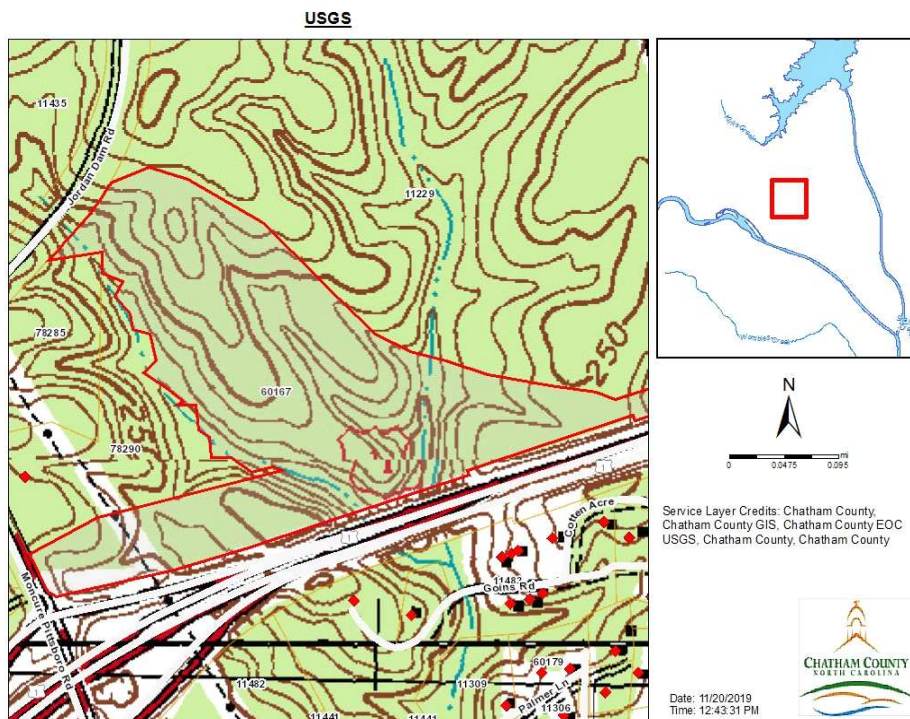 USGS
11435
Jordan Dam Rd
11229
78285
60167
250
78290
1
1
Cotten Acre
11482
Goins Rd
Moncure Pittsboro Rd
60179
11482
11309
Palmer Ln
11306
11441
11441
1
N
0 0.0475 0.095
mi
Service Layer Credits: Chatham County,
Chatham County GIS, Chatham County EOC
USGS, Chatham County, Chatham County
CHATHAM COUNTY
NORTH CAROLINA
Date: 11/20/2019
Time: 12:43:31 PM